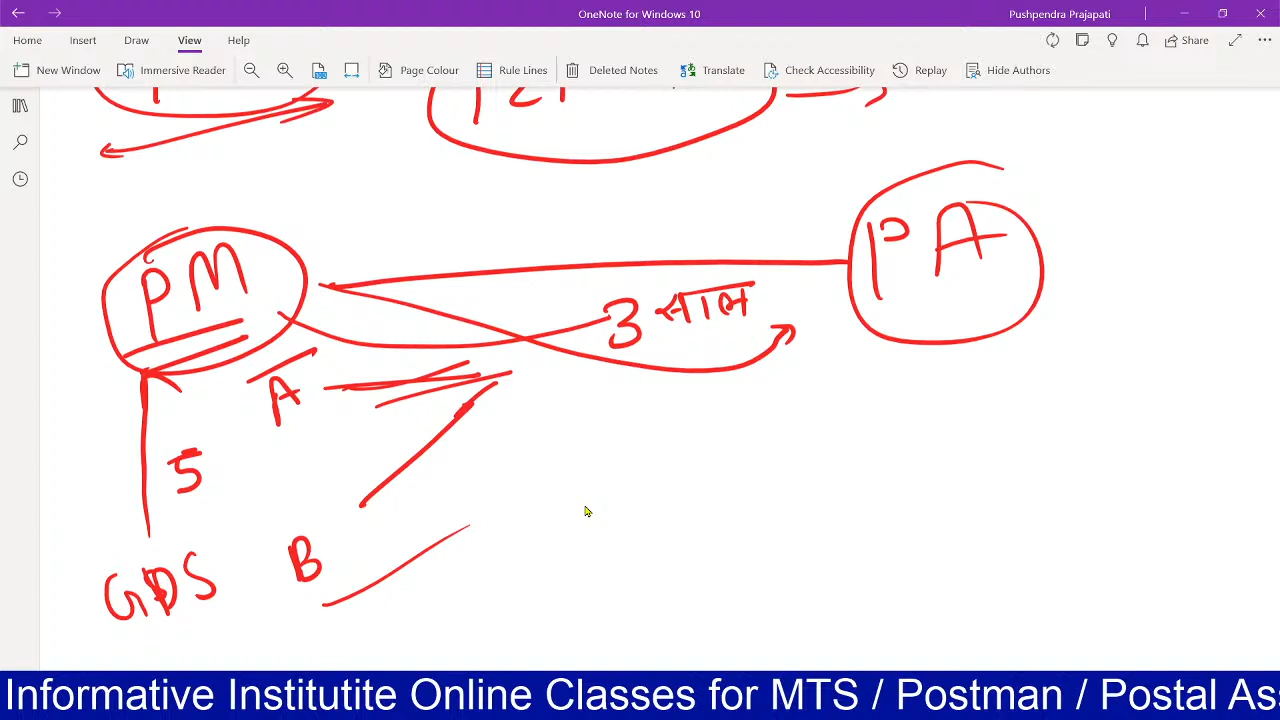 OneNote for Windows 10
Pushpendra Prajapati
Home Insert Draw View Help
Share
New Window Immersive Reader Page Colour Rule Lines Deleted Notes Translate Check Accessibility Replay Hide Authors
PA
PM
3 साल
A
5
B
GDS
Informative Institutite Online Classes for MTS / Postman / Postal As